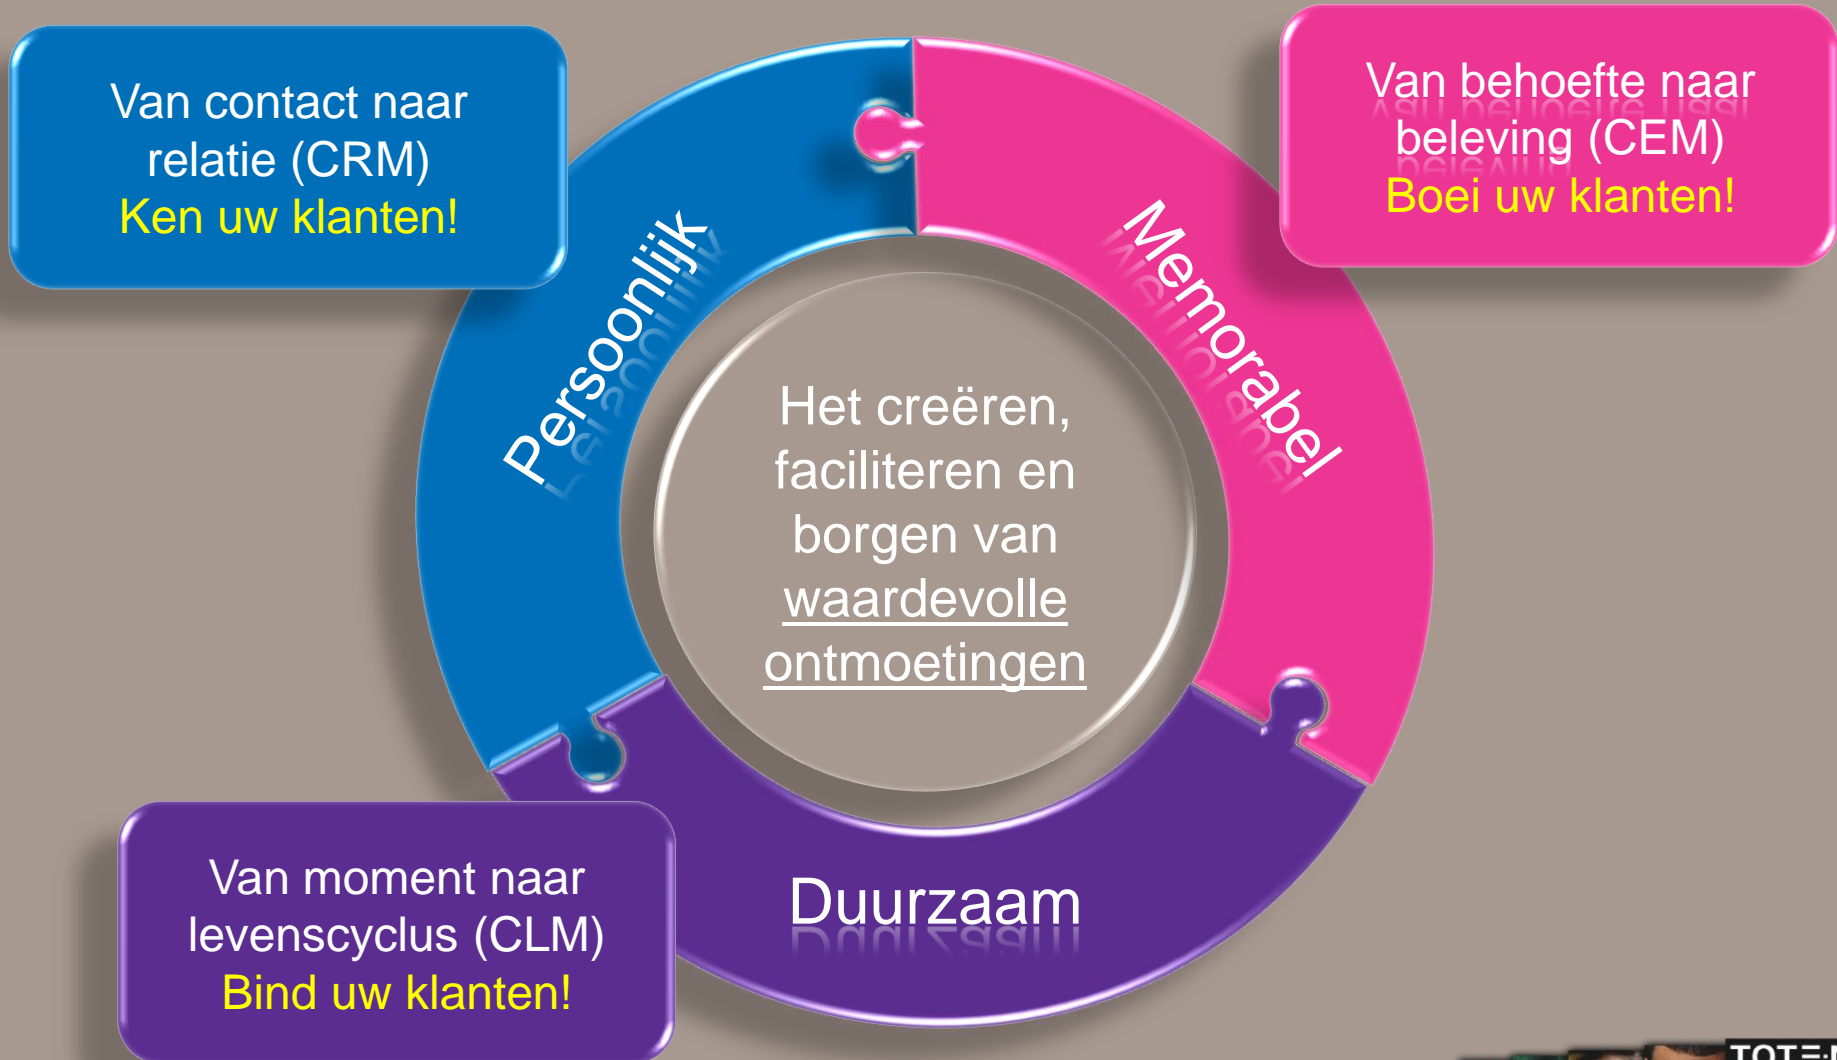 Van contact naar
relatie (CRM)
Ken uw klanten!
Van behoefte naar
beleving (CEM)
Boei uw klanten!
Persoonlijk
Memorabel
Het creëren,
faciliteren en
borgen van
waardevolle
ontmoetingen
Van moment naar
levenscyclus (CLM)
Bind uw klanten!
Duurzaam